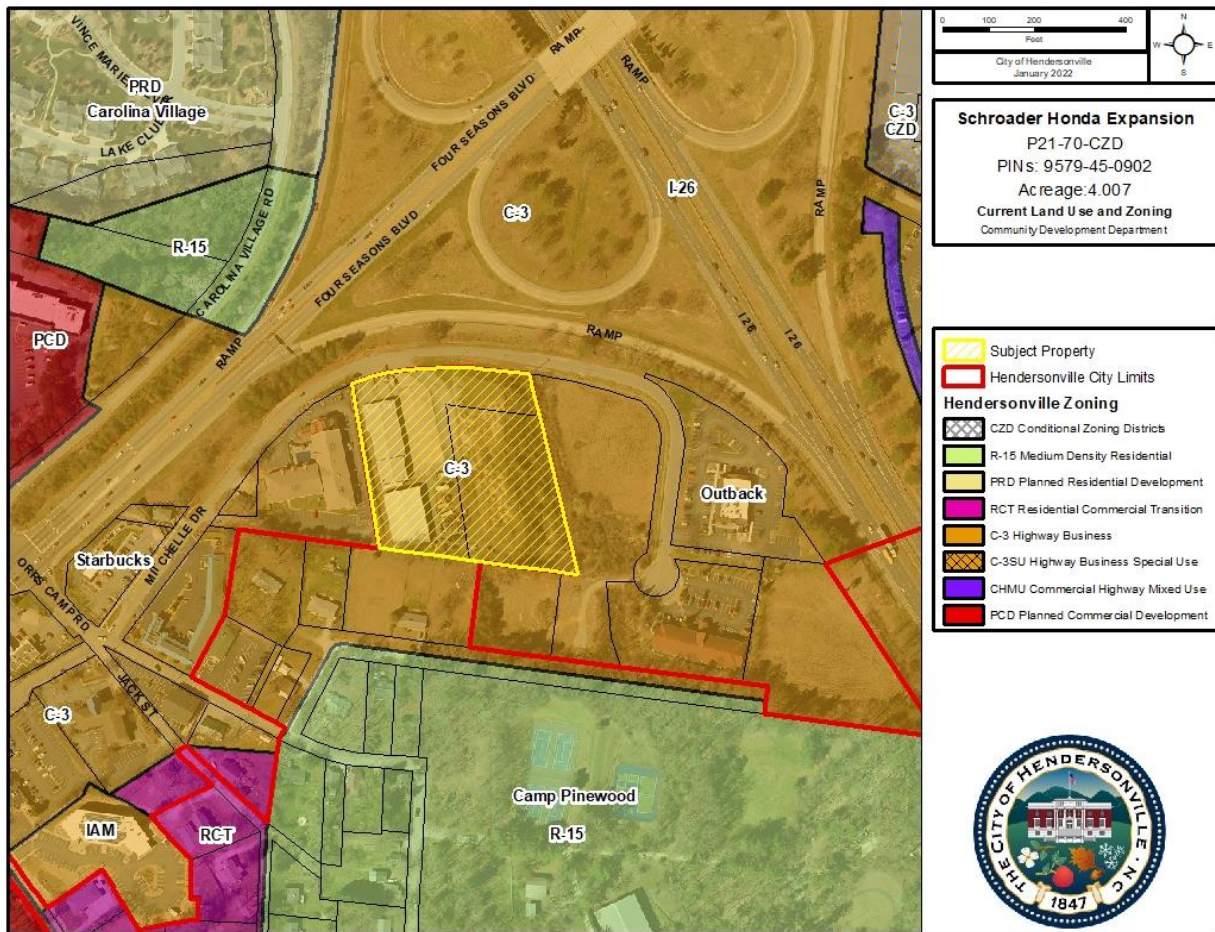 VINCE MARIE
PRD
Carolina Village
LAKE CLU
R-15
CAROLINA VILLAGE RD
PCD
RAMP
FOUR SEASONS BLVD
FOUR SEASONS BLVD
RAMP
RAMP
I-26
C-3
RAMP
C-3
CZD
I 26
I 26
RAMP
C-3
Outback
Starbucks
MITCHELLE DR
ORRS CAMP RD
JACK ST
C-3
IAM
RCT
Camp Pinewood
R-15
0 100 200 400
Feet
City of Hendersonville
January 2022
N
W E
S
Schroader Honda Expansion
P21-70-CZD
PINs: 9579-45-0902
Acreage:4.007
Current Land Use and Zoning
Community Development Department
Subject Property
Hendersonville City Limits
Hendersonville Zoning
CZD Conditional Zoning Districts
R-15 Medium Density Residential
PRD Planned Residential Development
RCT Residential Commercial Transition
C-3 Highway Business
C-3SU Highway Business Special Use
CHMU Commercial Highway Mixed Use
PCD Planned Commercial Development
THE CITY OF HENDERSONVILLE · NC
1847